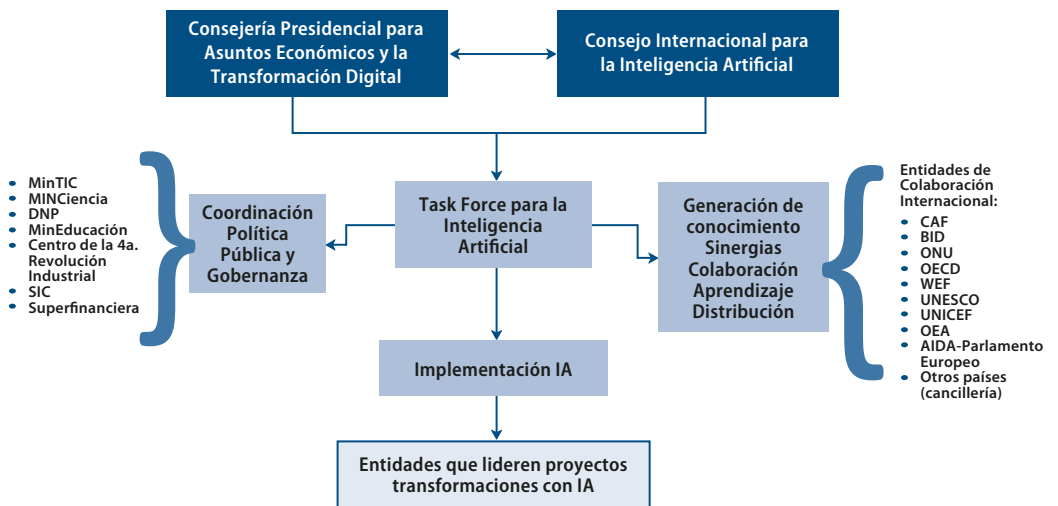 Consejería Presidencial para
Asuntos Económicos y la
Transformación Digital
Consejo Internacional para
la Inteligencia Artificial
MinTIC
MINCiencia
DNP
MinEducación
Centro de la 4a.
Revolución
Industrial
SIC
Superfinanciera
Coordinación
Política
Pública y
Gobernanza
Task Force para la
Inteligencia
Artificial
Generación de
conocimiento
Sinergias
Colaboración
Aprendizaje
Distribución
Entidades de
Colaboración
Internacional:
CAF
BID
ONU
OECD
WEF
UNESCO
UNICEF
OEA
AIDA-Parlamento
Europeo
Otros países
(cancillería)
Implementación IA
Entidades que lideren proyectos
transformaciones con IA